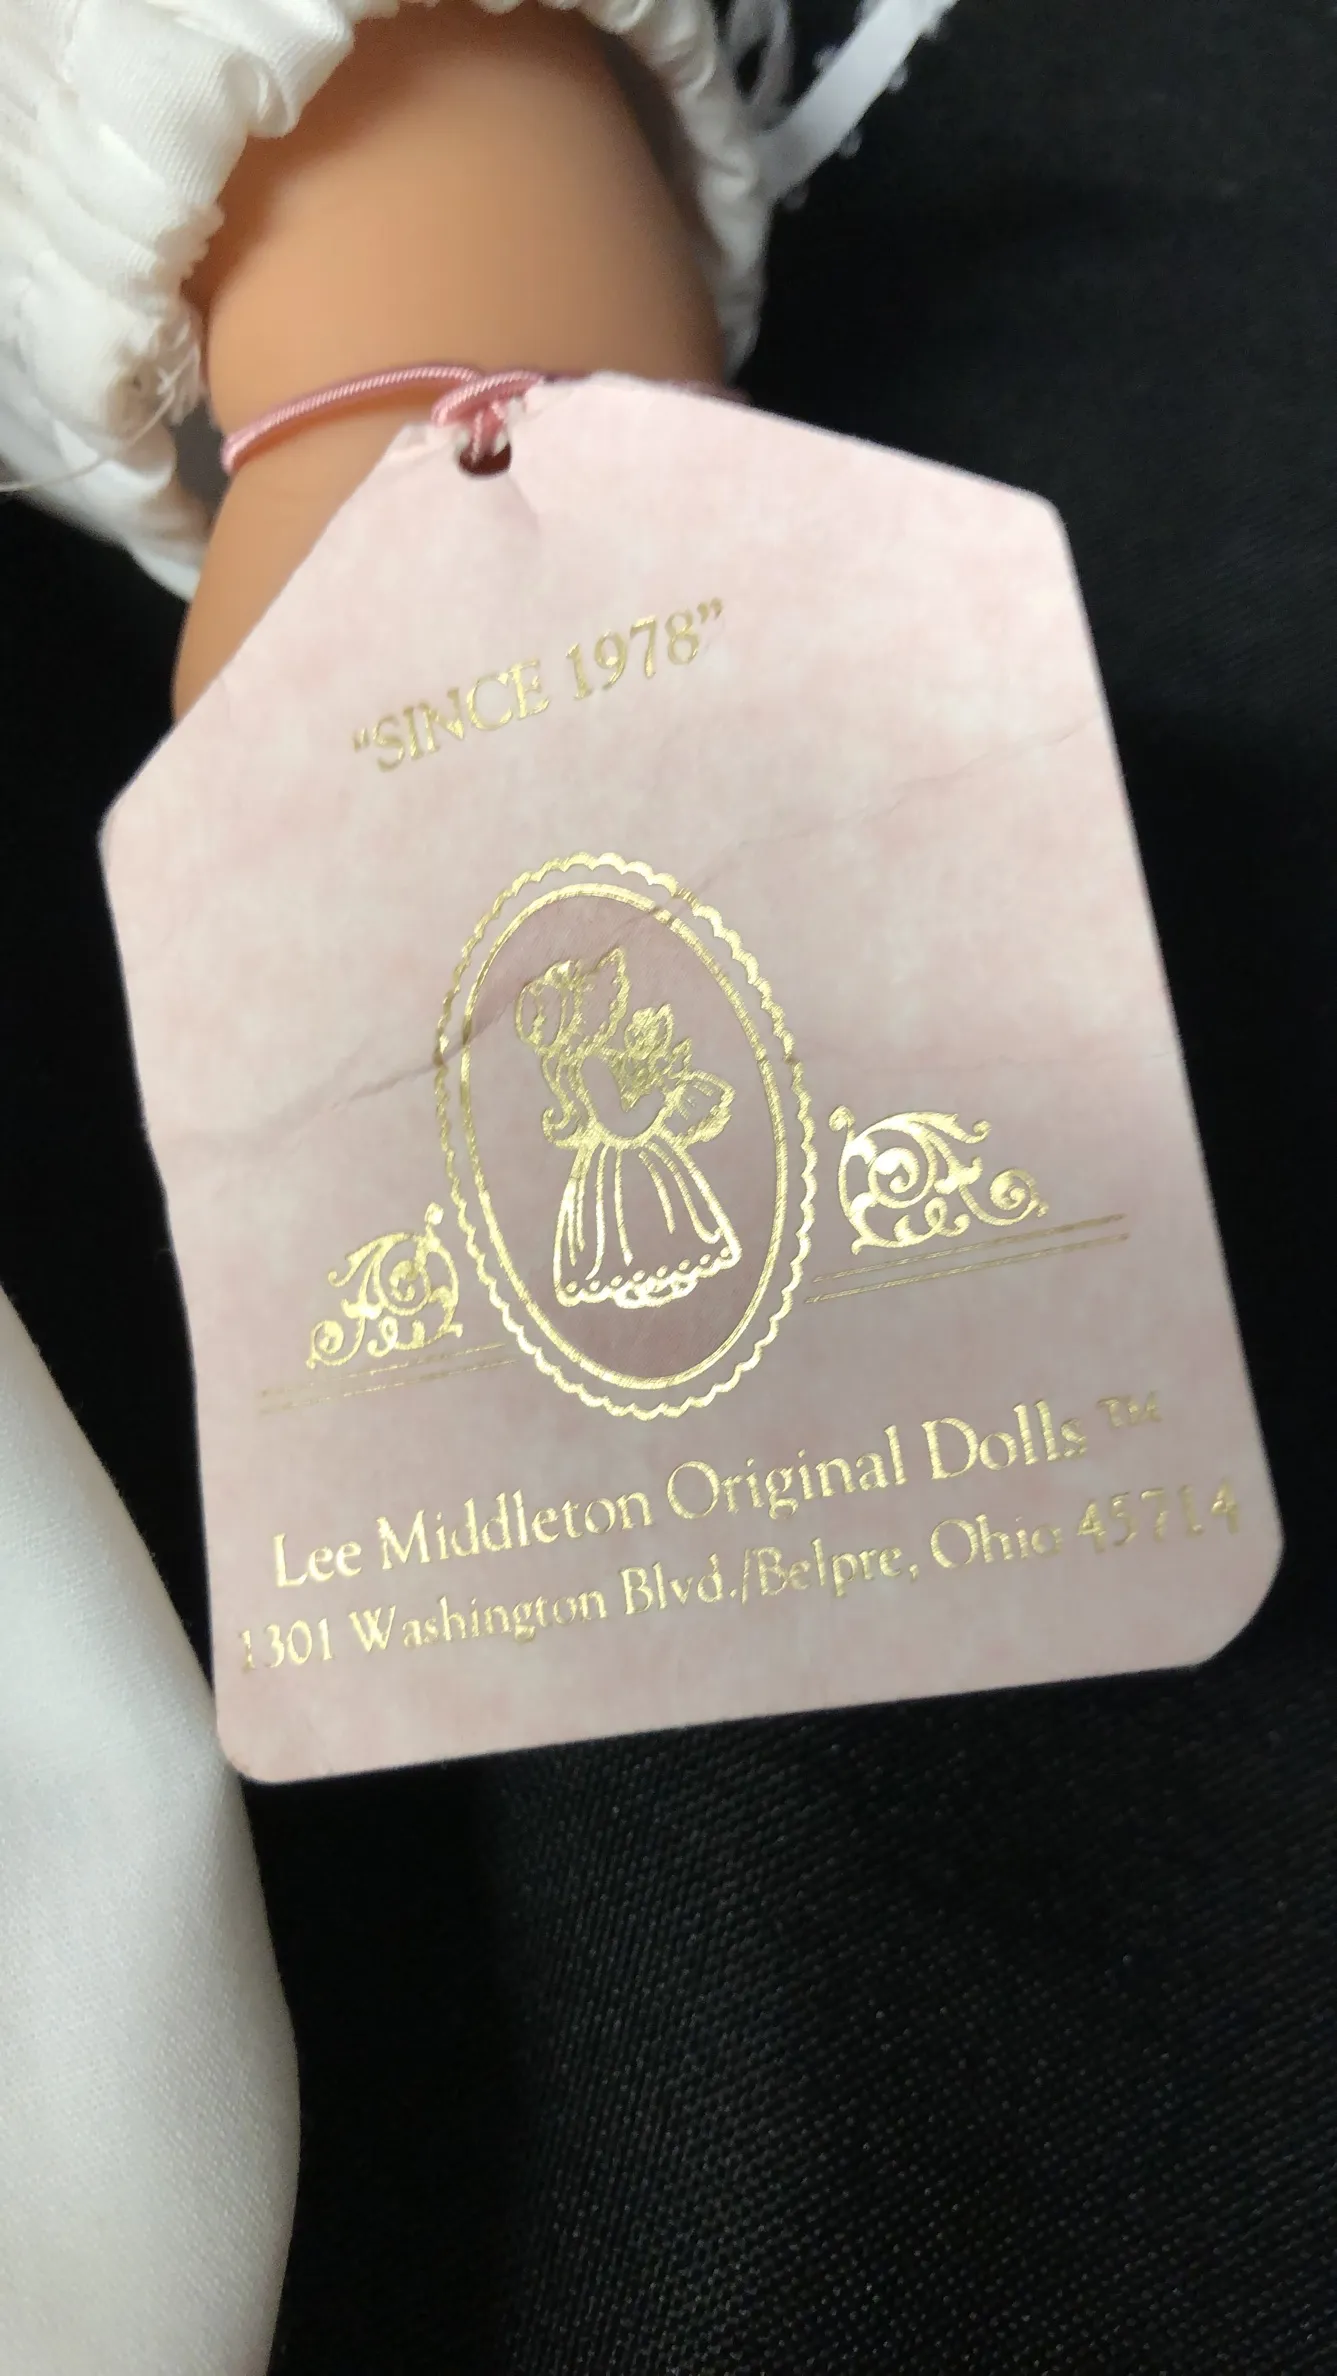 “SINCE 1978”
Lee Middleton Original Dolls ™
1301 Washington Blvd./Belpre, Ohio 45714